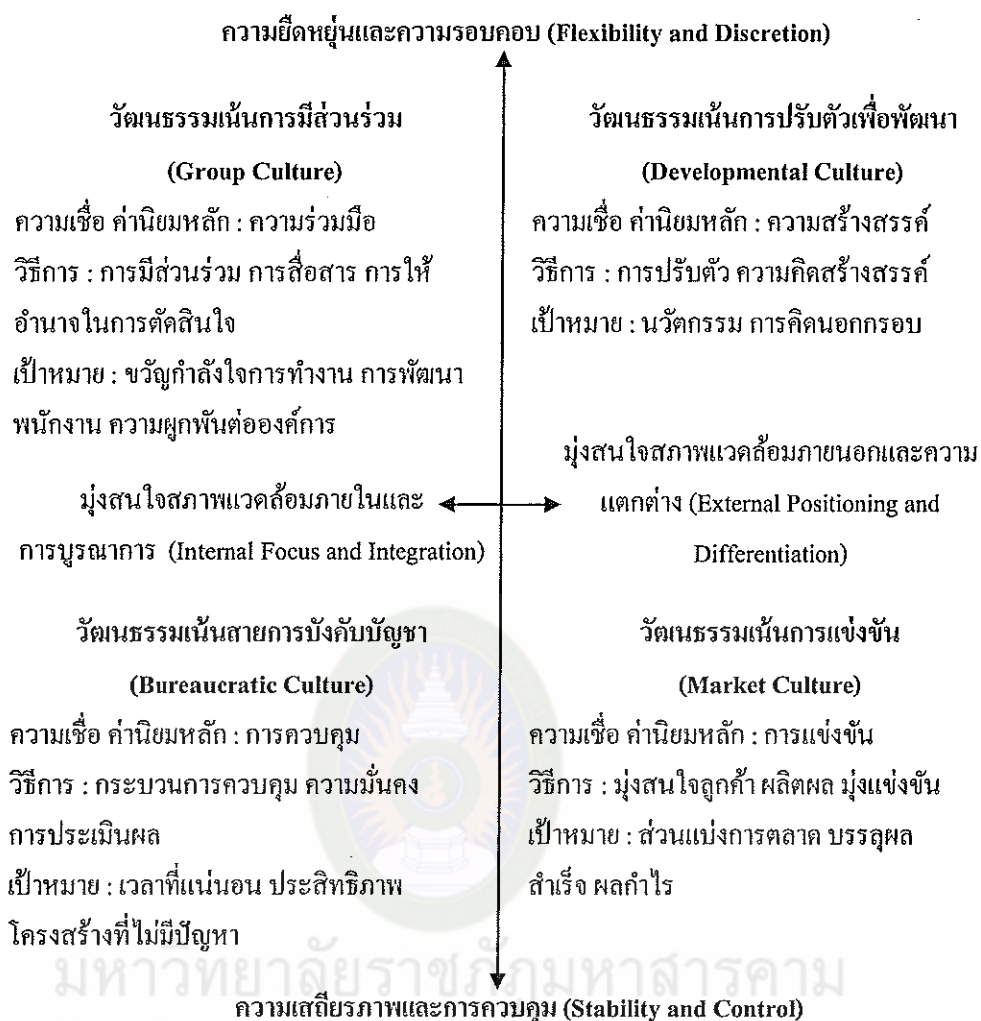 ความยืดหยุ่นและความรอบคอบ (Flexibility and Discretion)
วัฒนธรรมเน้นการมีส่วนร่วม
(Group Culture)
ความเชื่อ ค่านิยมหลัก : ความร่วมมือ
วิธีการ : การมีส่วนร่วม การสื่อสาร การให้
อำนาจในการตัดสินใจ
เป้าหมาย : ขวัญกำลังใจการทำงาน การพัฒนา
พนักงาน ความผูกพันต่อองค์การ
วัฒนธรรมเน้นการปรับตัวเพื่อพัฒนา
(Developmental Culture)
ความเชื่อ ค่านิยมหลัก : ความสร้างสรรค์
วิธีการ : การปรับตัว ความคิดสร้างสรรค์
เป้าหมาย : นวัตกรรม การคิดนอกกรอบ
มุ่งสนใจสภาพแวดล้อมภายในและ
การบูรณาการ (Internal Focus and Integration)
มุ่งสนใจสภาพแวดล้อมภายนอกและความ
แตกต่าง (External Positioning and
Differentiation)
วัฒนธรรมเน้นสายการบังคับบัญชา
(Bureaucratic Culture)
ความเชื่อ ค่านิยมหลัก : การควบคุม
วิธีการ : กระบวนการควบคุม ความมั่นคง
การประเมินผล
เป้าหมาย : เวลาที่แน่นอน ประสิทธิภาพ
โครงสร้างที่ไม่มีปัญหา
วัฒนธรรมเน้นการแข่งขัน
(Market Culture)
ความเชื่อ ค่านิยมหลัก : การแข่งขัน
วิธีการ : มุ่งสนใจลูกค้า ผลิตผล มุ่งแข่งขัน
เป้าหมาย : ส่วนแบ่งการตลาด บรรลุผล
สำเร็จ ผลกำไร
มหาวิทยาลัยราชภัฏมหาสารคาม
ความเสถียรภาพและการควบคุม (Stability and Control)